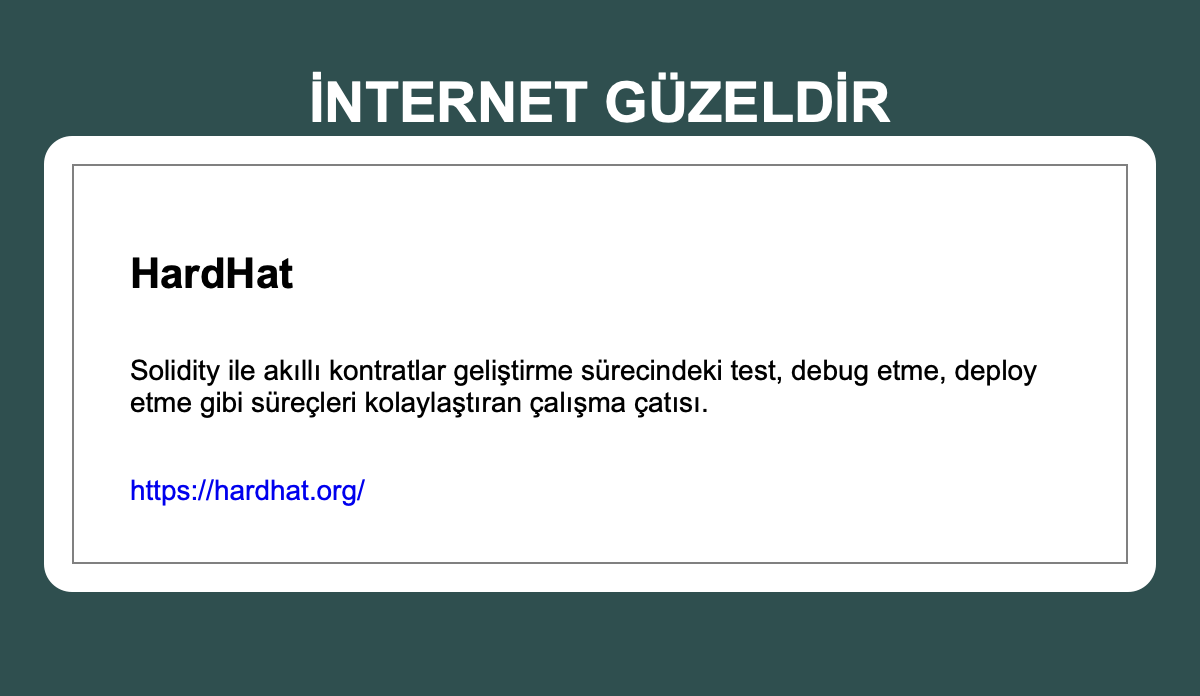 İNTERNET GÜZELDİR
HardHat
Solidity ile akıllı kontratlar geliştirme sürecindeki test, debug etme, deploy
etme gibi süreçleri kolaylaştıran çalışma çatısı.
https://hardhat.org/